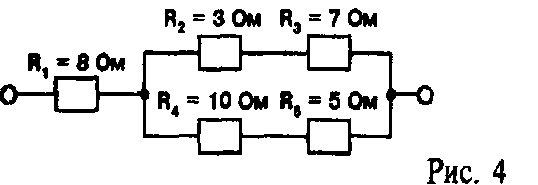 R₂ = 3 Ом R₃ = 7 Ом
R₁ = 8 Ом
R₄ = 10 Ом R₅ = 5 Ом
Рис. 4